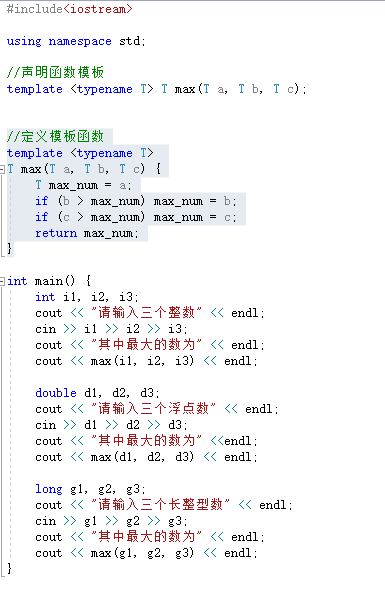 #include<iostream>
using namespace std;
//声明函数模板
template <typename T> T max(T a, T b, T c);
//定义模板函数
template <typename T>
T max(T a, T b, T c) {
T max_num = a;
if (b > max_num) max_num = b;
if (c > max_num) max_num = c;
return max_num;
}
int main() {
int i1, i2, i3;
cout << "请输入三个整数" << endl;
cin >> i1 >> i2 >> i3;
cout << "其中最大的数为" << endl;
cout << max(i1, i2, i3) << endl;
double d1, d2, d3;
cout << "请输入三个浮点数" << endl;
cin >> d1 >> d2 >> d3;
cout << "其中最大的数为" <<endl;
cout << max(d1, d2, d3) << endl;
long g1, g2, g3;
cout << "请输入三个长整型数" << endl;
cin >> g1 >> g2 >> g3;
cout << "其中最大的数为" << endl;
cout << max(g1, g2, g3) << endl;
}